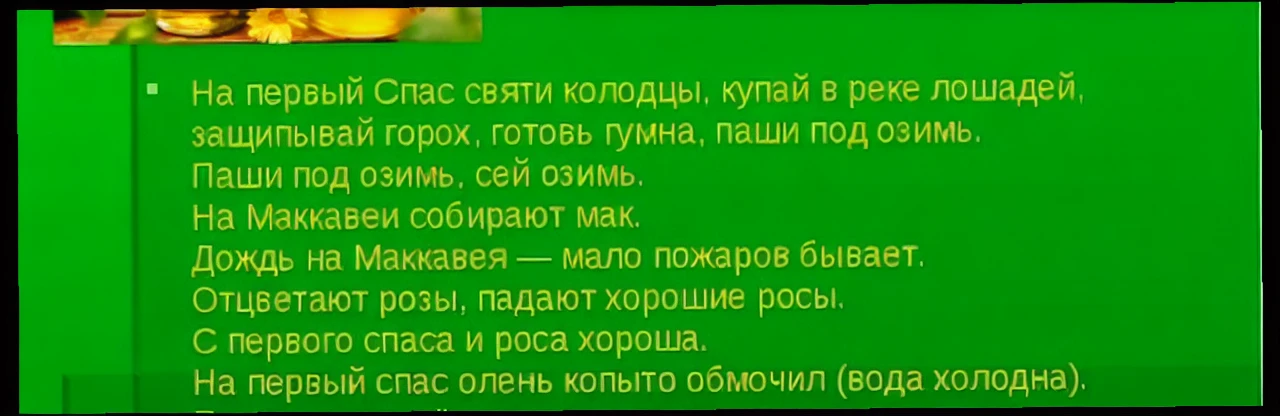 На первый Спас святи колодцы, купай в реке лошадей,
защипывай горох, готовь гумна, паши под озимь.
Паши под озимь, сей озимь.
На Маккавеи собирают мак.
Дождь на Маккавея — мало пожаров бывает.
Отцветают розы, падают хорошие росы.
С первого спаса и роса хороша.
На первый спас олень копыто обмочил (вода холодна).